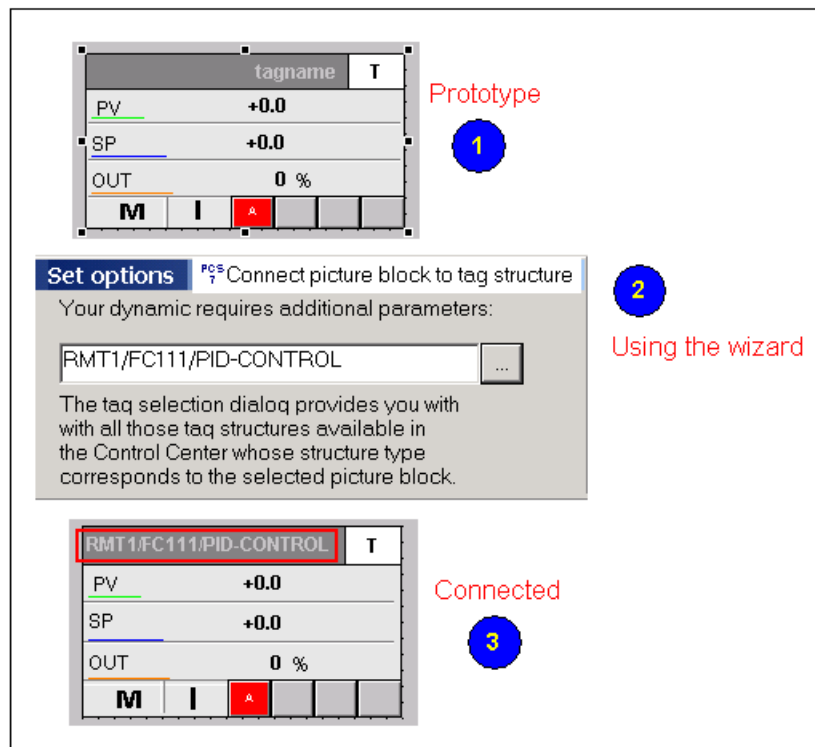 tagname T
PV +0.0
SP +0.0
OUT 0 %
M I A
Prototype
1
Set options PCS 7 Connect picture block to tag structure
Your dynamic requires additional parameters:
RMT1/FC111/PID-CONTROL ...
The taq selection dialoq provides you with
with all those taq structures available in
the Control Center whose structure type
corresponds to the selected picture block.
2
Using the wizard
RMT1/FC111/PID-CONTROL T
PV +0.0
SP +0.0
OUT 0 %
M I A
Connected
3